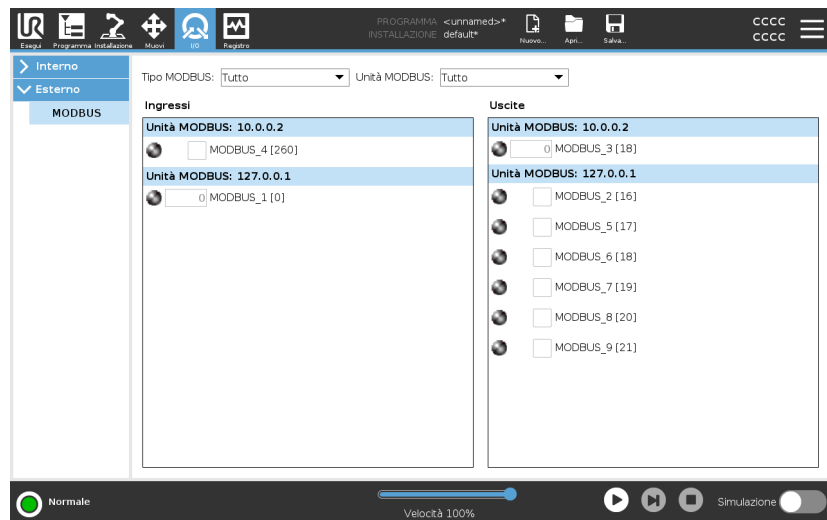 UR
PROGRAMMA <unnamed>*
INSTALLAZIONE default*
cccc
cccc
Esegui Programma Installazione Muovi I/O Registro Nuovo... Apri... Salva...
Interno
Esterno
MODBUS
Tipo MODBUS: Tutto Unità MODBUS: Tutto
Ingressi
Unità MODBUS: 10.0.0.2
MODBUS_4 [260]
Unità MODBUS: 127.0.0.1
0 MODBUS_1 [0]
Uscite
Unità MODBUS: 10.0.0.2
0 MODBUS_3 [18]
Unità MODBUS: 127.0.0.1
MODBUS_2 [16]
MODBUS_5 [17]
MODBUS_6 [18]
MODBUS_7 [19]
MODBUS_8 [20]
MODBUS_9 [21]
Normale
Velocità 100%
Simulazione